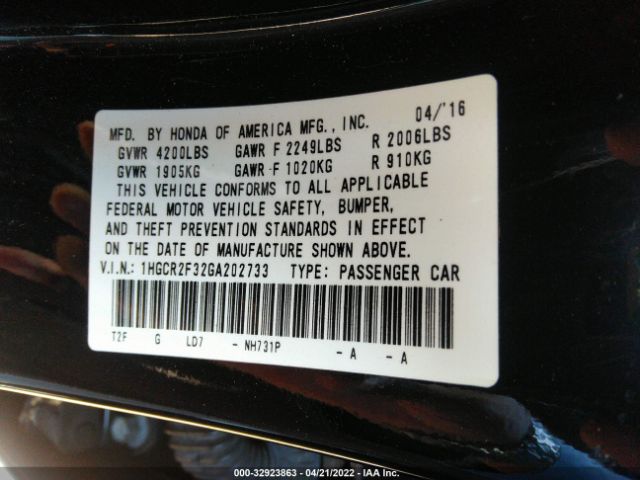 MFD. BY HONDA OF AMERICA MFG., INC. 04/'16
GVWR 4200LBS GAWR F 2249LBS R 2006LBS
GVWR 1905KG GAWR F 1020KG R 910KG
THIS VEHICLE CONFORMS TO ALL APPLICABLE
FEDERAL MOTOR VEHICLE SAFETY, BUMPER,
AND THEFT PREVENTION STANDARDS IN EFFECT
ON THE DATE OF MANUFACTURE SHOWN ABOVE.
V.I.N.: 1HGCR2F32GA202733 TYPE: PASSENGER CAR
T2F G LD7 - NH731P - A - A
000-32923863 - 04/21/2022 - IAA Inc.